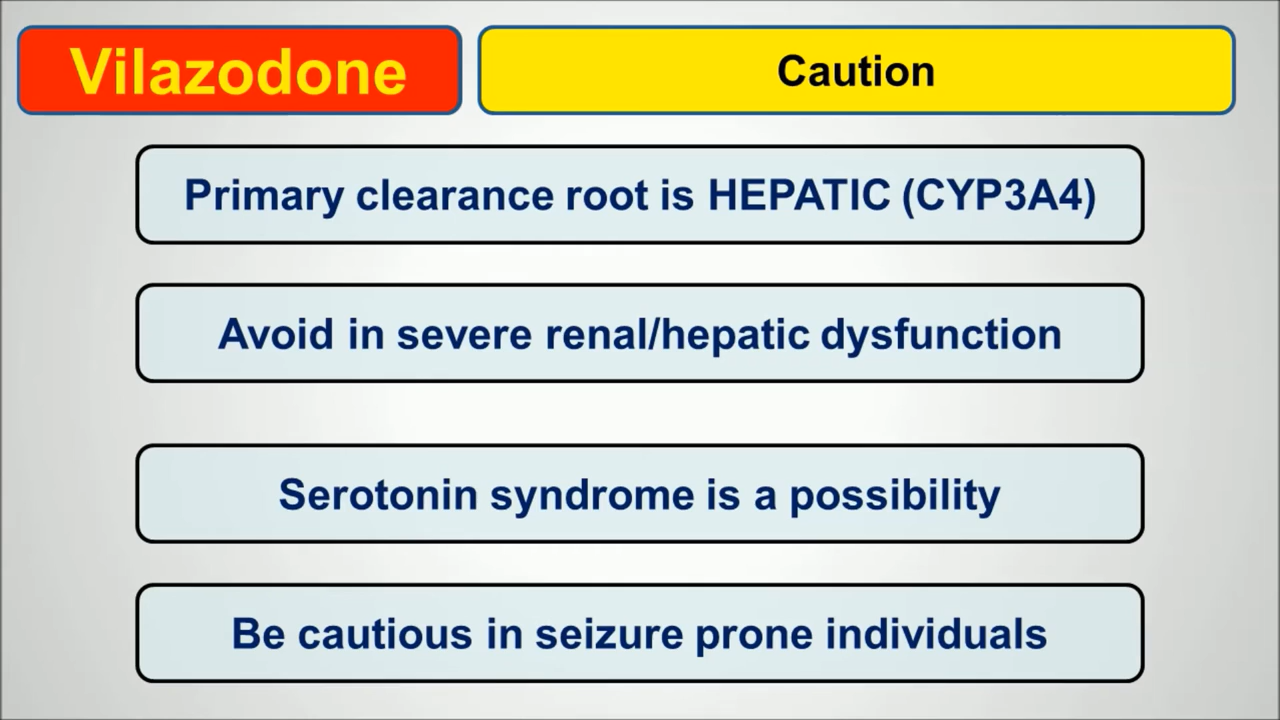 Vilazodone
Caution
Primary clearance root is HEPATIC (CYP3A4)
Avoid in severe renal/hepatic dysfunction
Serotonin syndrome is a possibility
Be cautious in seizure prone individuals